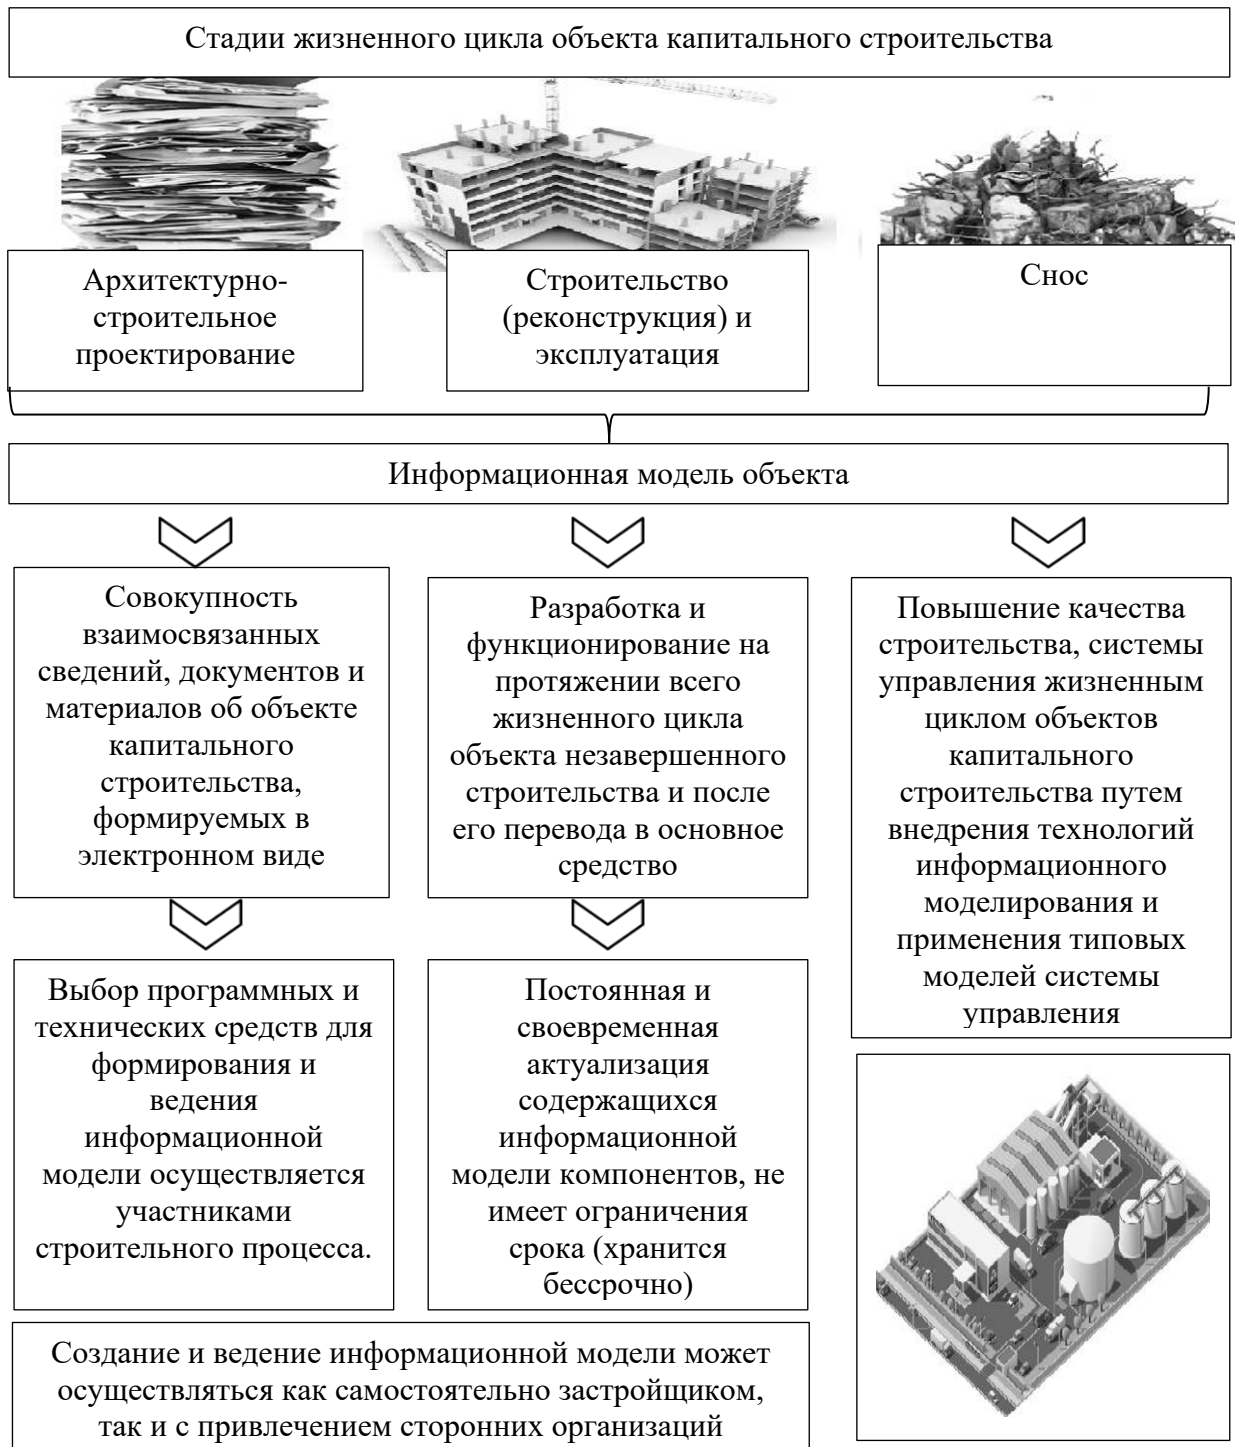 Стадии жизненного цикла объекта капитального строительства
Архитектурно-
строительное
проектирование
Строительство
(реконструкция) и
эксплуатация
Снос
Информационная модель объекта
Совокупность
взаимосвязанных
сведений, документов и
материалов об объекте
капитального
строительства,
формируемых в
электронном виде
Разработка и
функционирование на
протяжении всего
жизненного цикла
объекта незавершенного
строительства и после
его перевода в основное
средство
Повышение качества
строительства, системы
управления жизненным
циклом объектов
капитального
строительства путем
внедрения технологий
информационного
моделирования и
применения типовых
моделей системы
управления
Выбор программных и
технических средств для
формирования и
ведения
информационной
модели осуществляется
участниками
строительного процесса.
Постоянная и
своевременная
актуализация
содержащихся
информационной
модели компонентов, не
имеет ограничения
срока (хранится
бессрочно)
Создание и ведение информационной модели может
осуществляться как самостоятельно застройщиком,
так и с привлечением сторонних организаций